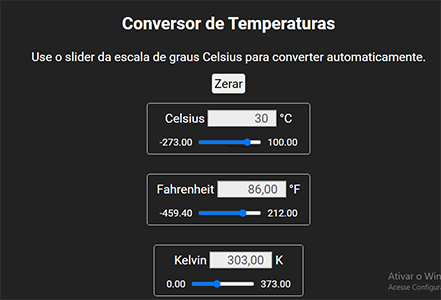 Conversor de Temperaturas
Use o slider da escala de graus Celsius para converter automaticamente.
Zerar
Celsius 30 °C
-273.00 100.00
Fahrenheit 86,00 °F
-459.40 212.00
Kelvin 303,00 K
0.00 373.00
Ativar o Win
Acesse Configura